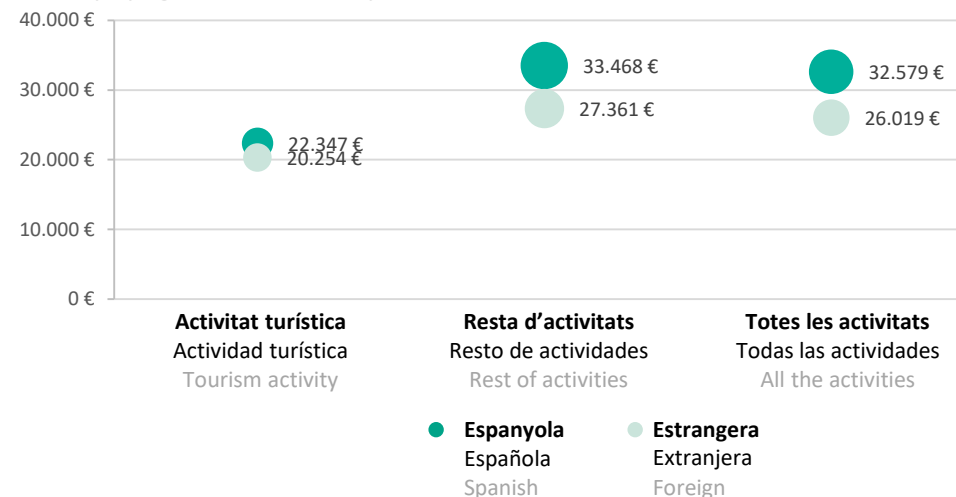 40.000 €
33.468 €
32.579 €
30.000 €
27.361 €
26.019 €
22.347 €
20.254 €
20.000 €
10.000 €
0 €
Activitat turística
Actividad turística
Tourism activity
Resta d'activitats
Resto de actividades
Rest of activities
Totes les activitats
Todas las actividades
All the activities
Espanyola
Española
Spanish
Estrangera
Extranjera
Foreign